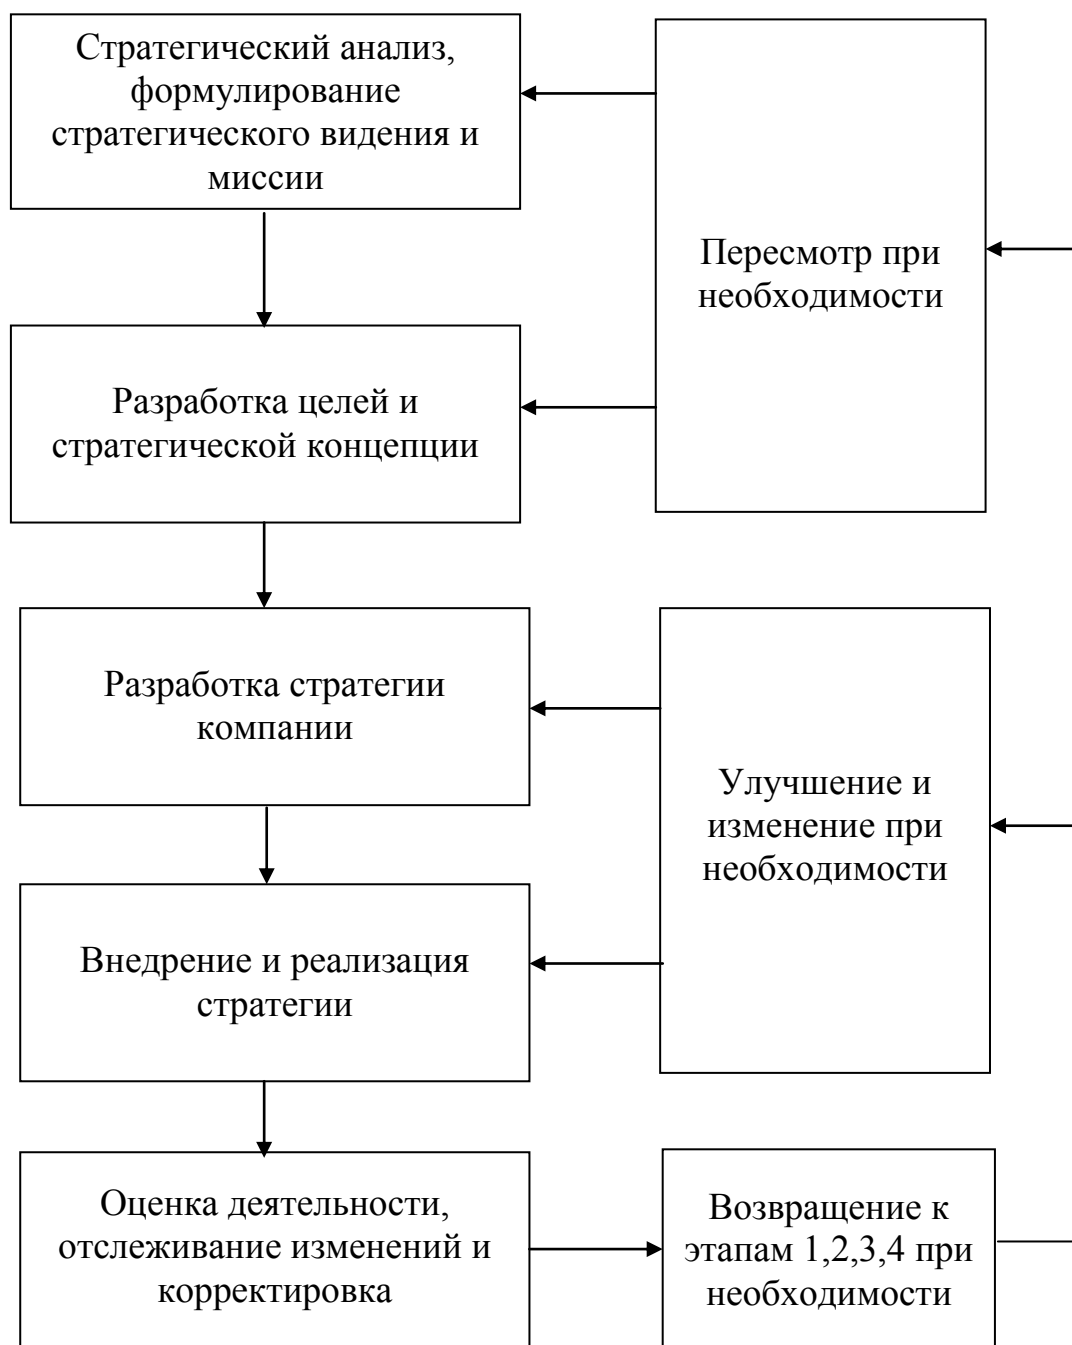 Стратегический анализ,
формулирование
стратегического видения и
миссии
Пересмотр при
необходимости
Разработка целей и
стратегической концепции
Разработка стратегии
компании
Улучшение и
изменение при
необходимости
Внедрение и реализация
стратегии
Оценка деятельности,
отслеживание изменений и
корректировка
Возвращение к
этапам 1,2,3,4 при
необходимости